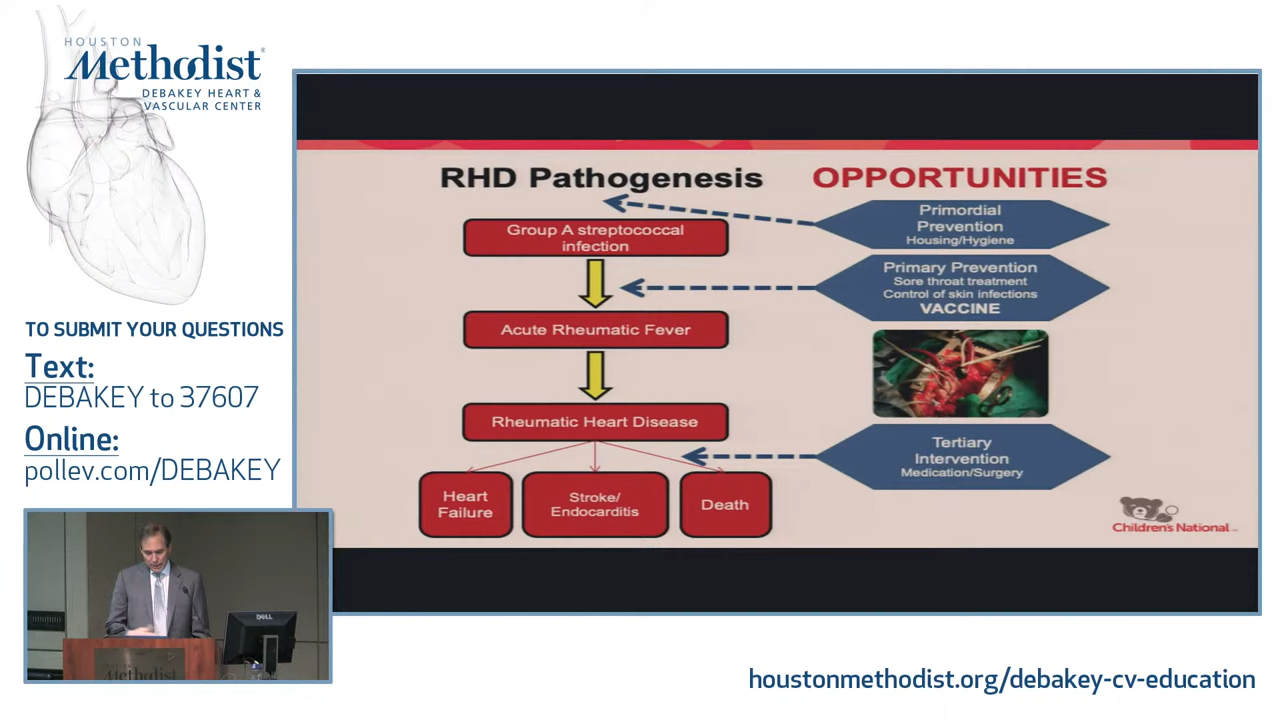 HOUSTON
Methodist®
DEBAKEY HEART &
VASCULAR CENTER
TO SUBMIT YOUR QUESTIONS
Text:
DEBAKEY to 37607
Online:
pollev.com/DEBAKEY
RHD Pathogenesis
Group A streptococcal
infection
Acute Rheumatic Fever
Rheumatic Heart Disease
Heart
Failure
Stroke/
Endocarditis
Death
OPPORTUNITIES
Primordial
Prevention
Housing/Hygiene
Primary Prevention
Sore throat treatment
Control of skin infections
VACCINE
Tertiary
Intervention
Medication/Surgery
Children's National
DELL
HOUSTON
Methodist
houstonmethodist.org/debakey-cv-education